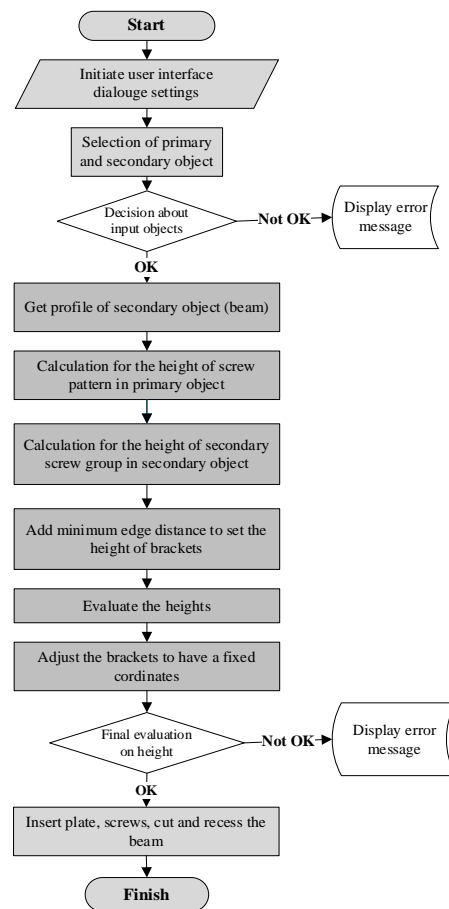 Start
Initiate user interface
dialouge settings
Selection of primary
and secondary object
Decision about
input objects
Not OK
Display error
message
OK
Get profile of secondary object (beam)
Calculation for the height of screw
pattern in primary object
Calculation for the height of secondary
screw group in secondary object
Add minimum edge distance to set the
height of brackets
Evaluate the heights
Adjust the brackets to have a fixed
cordinates
Final evaluation
on height
Not OK
Display error
message
OK
Insert plate, screws, cut and recess the
beam
Finish